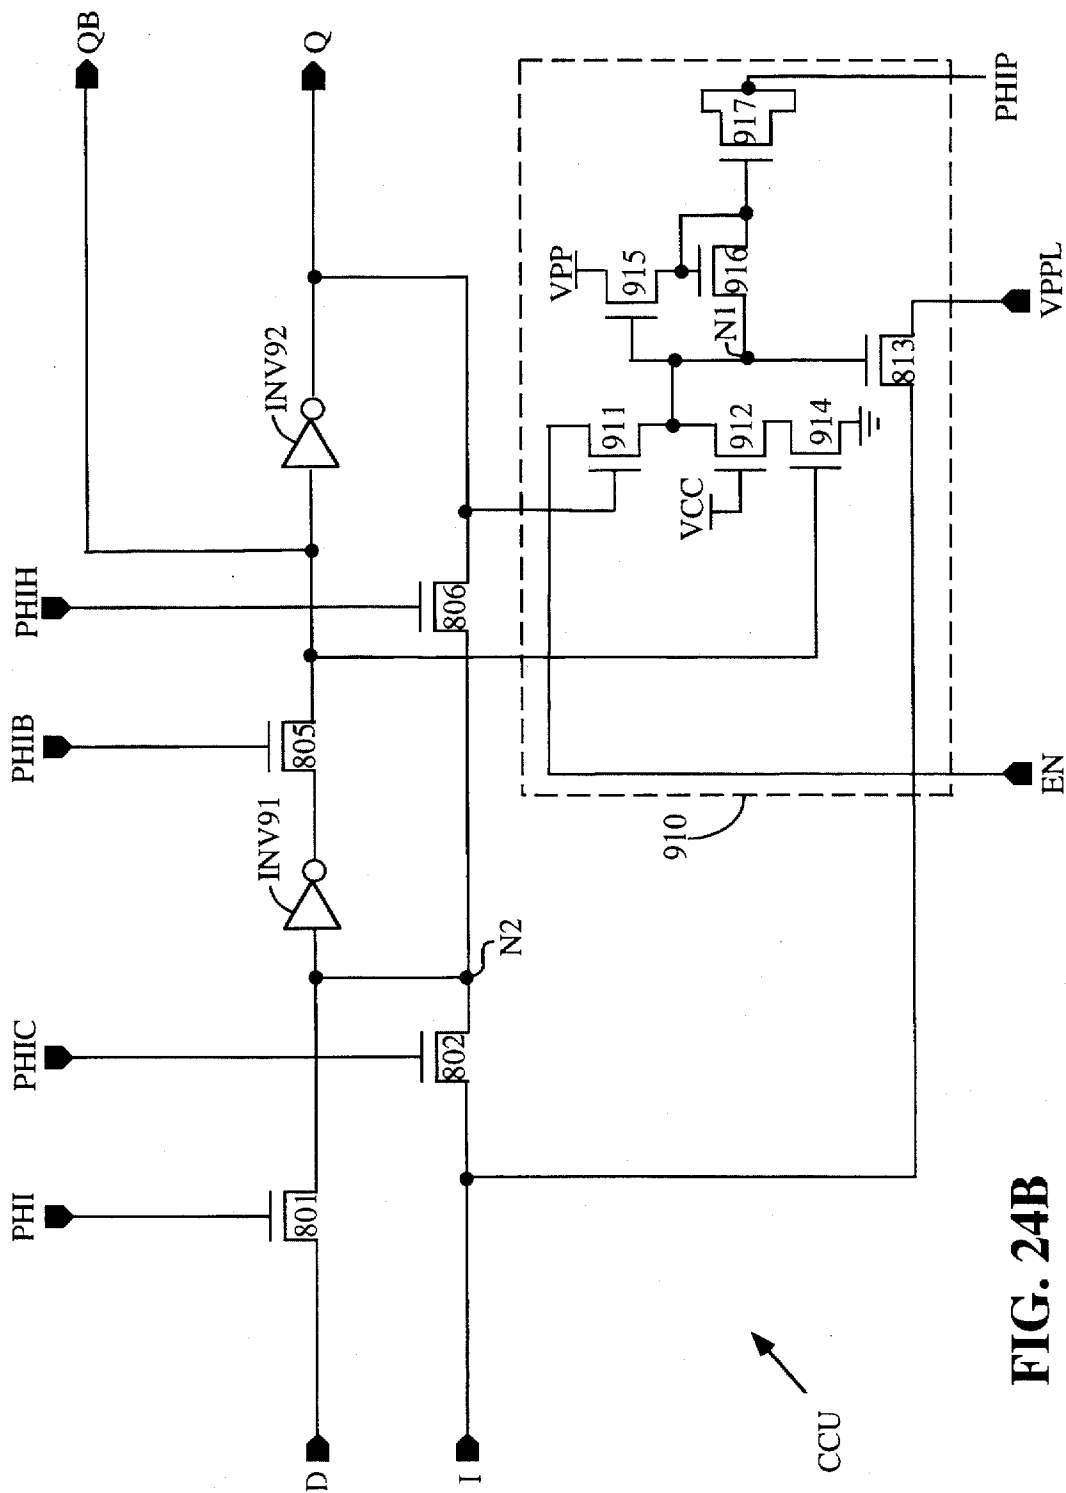 QB
Q
PHIH
PHIB
PHIC
PHI
D
I
INV92
INV91
806
805
802
801
N2
VPP
915
916
917
N1
911
912
914
VCC
813
910
PHIP
VPPL
EN
CCU
FIG. 24B